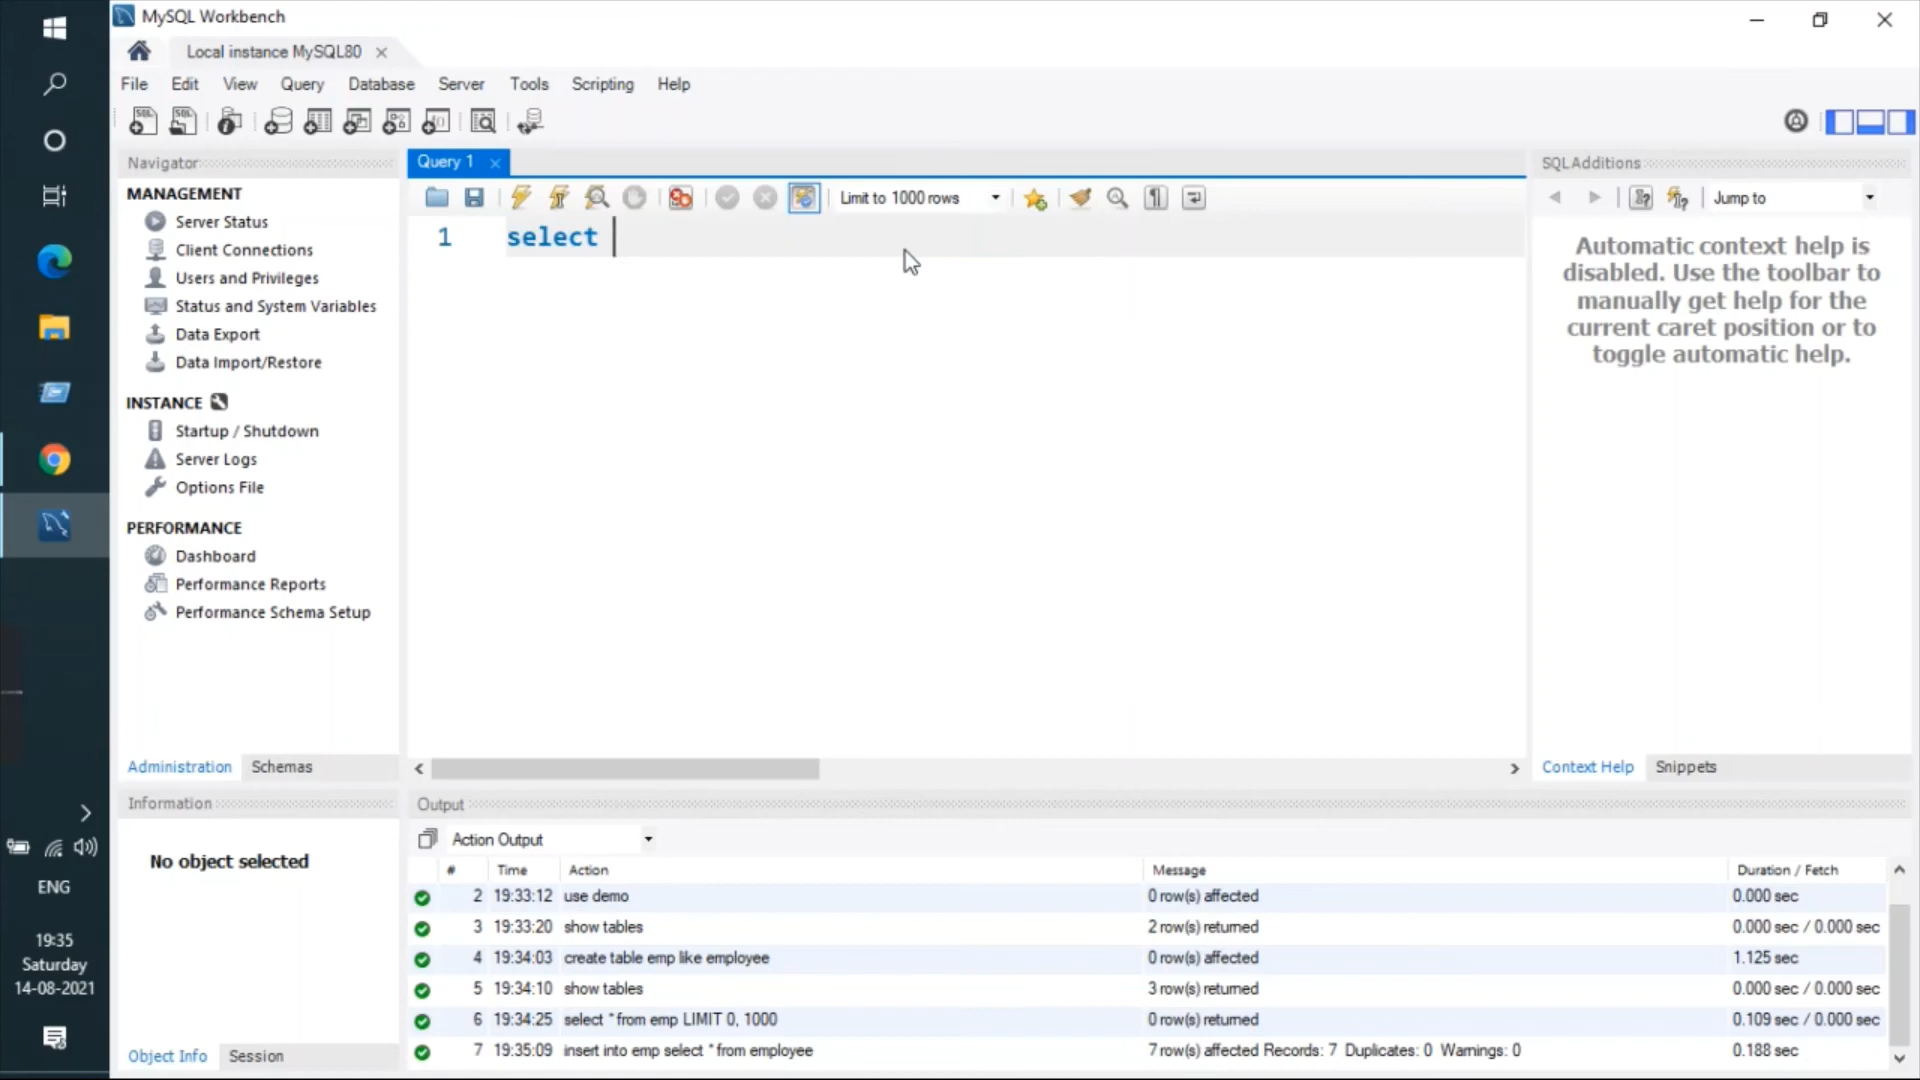 MySQL Workbench
Local instance MySQL80
File Edit View Query Database Server Tools Scripting Help
Navigator
MANAGEMENT
Server Status
Client Connections
Users and Privileges
Status and System Variables
Data Export
Data Import/Restore
INSTANCE
Startup / Shutdown
Server Logs
Options File
PERFORMANCE
Dashboard
Performance Reports
Performance Schema Setup
Administration Schemas
Query 1
Limit to 1000 rows
1 select
SQLAdditions
Jump to
Automatic context help is
disabled. Use the toolbar to
manually get help for the
current caret position or to
toggle automatic help.
Context Help Snippets
Information
No object selected
Object Info Session
Output
Action Output
# Time Action Message Duration / Fetch
2 19:33:12 use demo 0 row(s) affected 0.000 sec
3 19:33:20 show tables 2 row(s) returned 0.000 sec / 0.000 sec
4 19:34:03 create table emp like employee 0 row(s) affected 1.125 sec
5 19:34:10 show tables 3 row(s) returned 0.000 sec / 0.000 sec
6 19:34:25 select * from emp LIMIT 0, 1000 0 row(s) returned 0.109 sec / 0.000 sec
7 19:35:09 insert into emp select * from employee 7 row(s) affected Records: 7 Duplicates: 0 Warnings: 0 0.188 sec
ENG
19:35
Saturday
14-08-2021